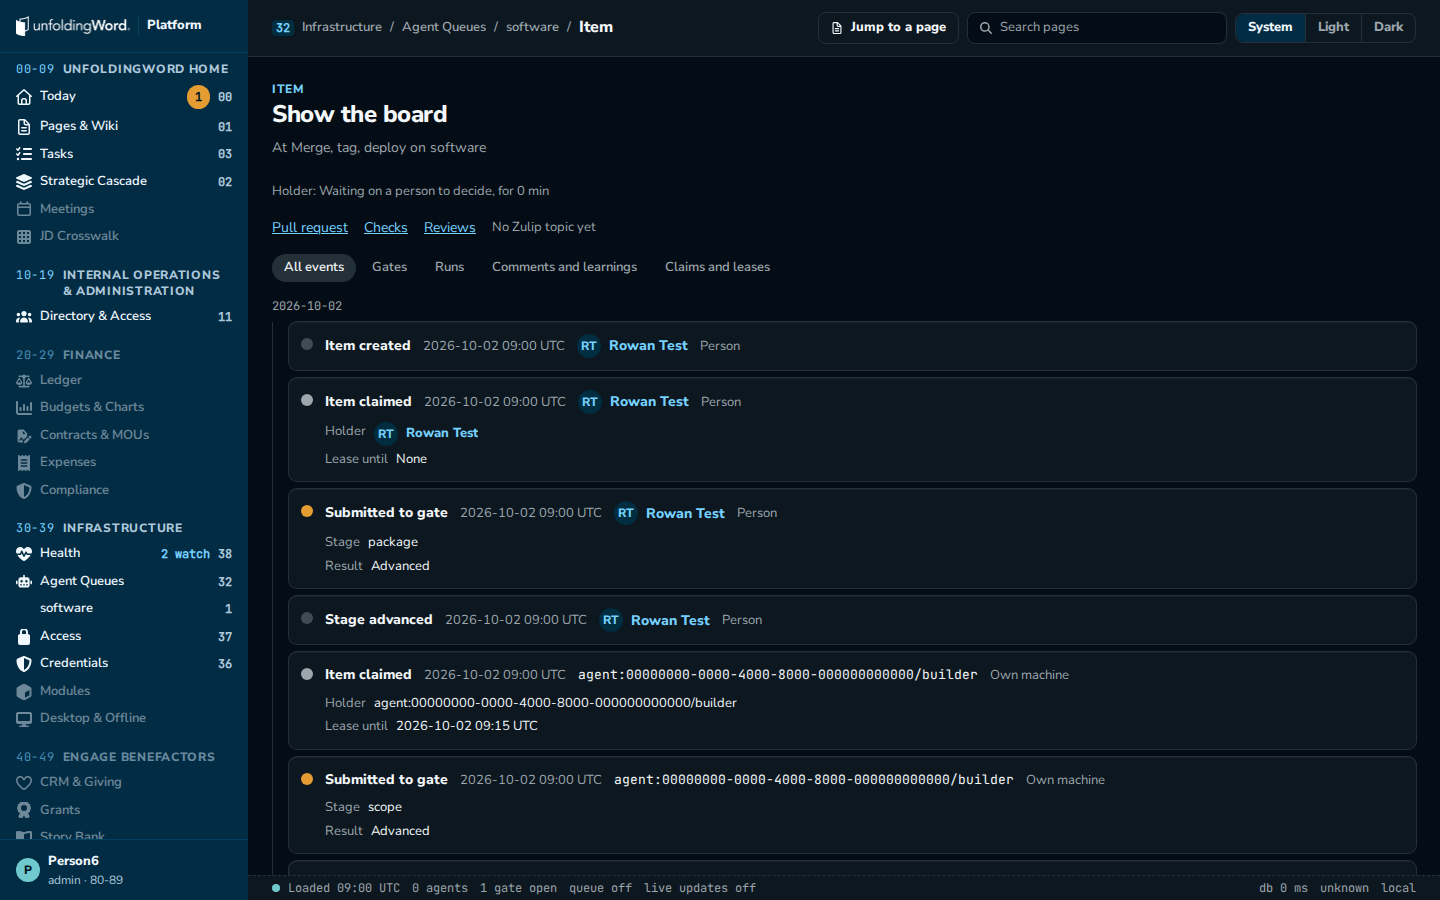 unfoldingWord. Platform
00-09 UNFOLDINGWORD HOME
Today 1 00
Pages & Wiki 01
Tasks 03
Strategic Cascade 02
Meetings
JD Crosswalk
10-19 INTERNAL OPERATIONS
& ADMINISTRATION
Directory & Access 11
20-29 FINANCE
Ledger
Budgets & Charts
Contracts & MOUs
Expenses
Compliance
30-39 INFRASTRUCTURE
Health 2 watch 38
Agent Queues 32
software 1
Access 37
Credentials 36
Modules
Desktop & Offline
40-49 ENGAGE BENEFACTORS
CRM & Giving
Grants
Story Bank
P Person6
admin · 80-89
32 Infrastructure / Agent Queues / software / Item
Jump to a page
Search pages
System Light Dark
ITEM
Show the board
At Merge, tag, deploy on software
Holder: Waiting on a person to decide, for 0 min
Pull request Checks Reviews No Zulip topic yet
All events Gates Runs Comments and learnings Claims and leases
2026-10-02
Item created 2026-10-02 09:00 UTC RT Rowan Test Person
Item claimed 2026-10-02 09:00 UTC RT Rowan Test Person
Holder RT Rowan Test
Lease until None
Submitted to gate 2026-10-02 09:00 UTC RT Rowan Test Person
Stage package
Result Advanced
Stage advanced 2026-10-02 09:00 UTC RT Rowan Test Person
Item claimed 2026-10-02 09:00 UTC agent:00000000-0000-4000-8000-000000000000/builder Own machine
Holder agent:00000000-0000-4000-8000-000000000000/builder
Lease until 2026-10-02 09:15 UTC
Submitted to gate 2026-10-02 09:00 UTC agent:00000000-0000-4000-8000-000000000000/builder Own machine
Stage scope
Result Advanced
Loaded 09:00 UTC 0 agents 1 gate open queue off live updates off db 0 ms unknown local